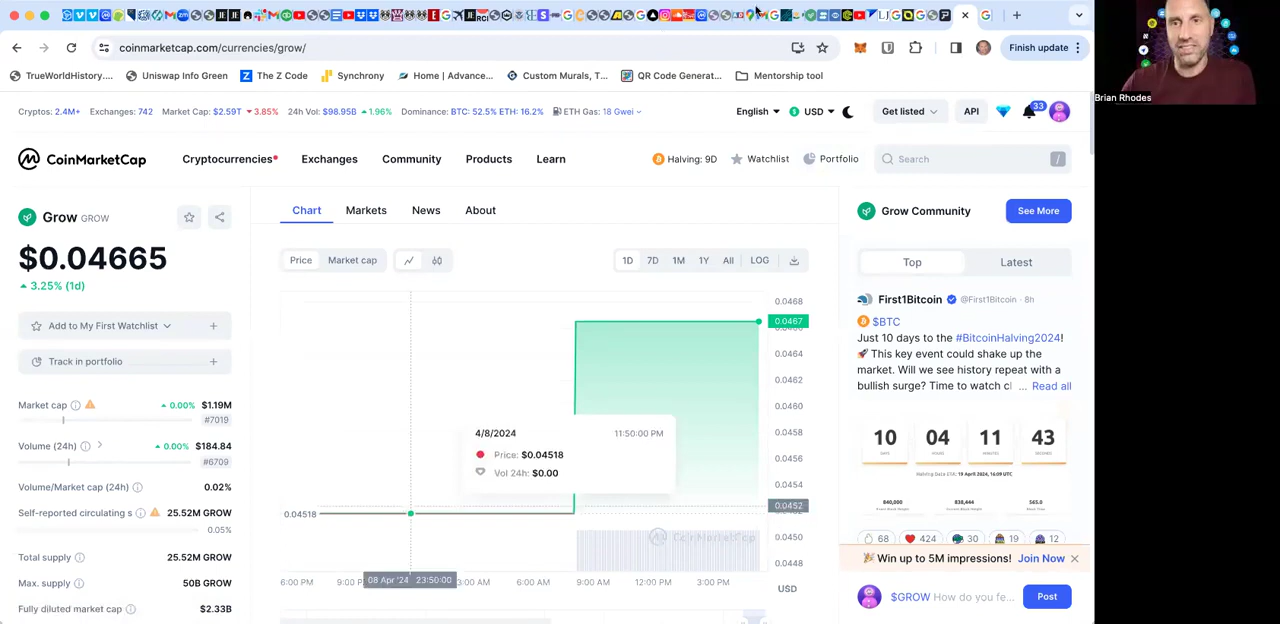 coinmarketcap.com/currencies/grow/
Finish update
TrueWorldHistory....
Uniswap Info Green
The Z Code
Synchrony
Home | Advance...
Custom Murals, T...
QR Code Generat...
Mentorship tool
Brian Rhodes
Cryptos: 2.4M+ Exchanges: 742 Market Cap: $2.59T 3.85% 24h Vol: $98.95B 1.96% Dominance: BTC: 52.5% ETH: 16.2% ETH Gas: 18 Gwei
English USD Get listed API 33
CoinMarketCap
Cryptocurrencies Exchanges Community Products Learn
Halving: 9D Watchlist Portfolio Search /
Grow GROW
$0.04665
3.25% (1d)
Add to My First Watchlist +
Track in portfolio +
Market cap 0.00% $1.19M
#7019
Volume (24h) 0.00% $184.84
#6709
Volume/Market cap (24h) 0.02%
Self-reported circulating s 25.52M GROW
0.05%
Total supply 25.52M GROW
Max. supply 50B GROW
Fully diluted market cap $2.33B
Chart Markets News About
Price Market cap
1D 7D 1M 1Y All LOG
0.0468
0.0467
0.0464
0.0462
0.0460
0.0458
0.0456
0.0454
0.0452
0.0450
0.0448
0.04518
4/8/2024 11:50:00 PM
Price: $0.04518
Vol 24h: $0.00
CoinMarketCap
6:00 PM 08 Apr '24 23:50:00 3:00 AM 6:00 AM 9:00 AM 12:00 PM 3:00 PM
USD
Grow Community See More
Top Latest
First1Bitcoin @First1Bitcoin · 8h
$BTC
Just 10 days to the #BitcoinHalving2024!
🚀 This key event could shake up the
market. Will we see history repeat with a
bullish surge? Time to watch c ... Read all
10 04 11 43
840,000
68 424 30 19 12
🎉 Win up to 5M impressions! Join Now
$GROW How do you fe... Post